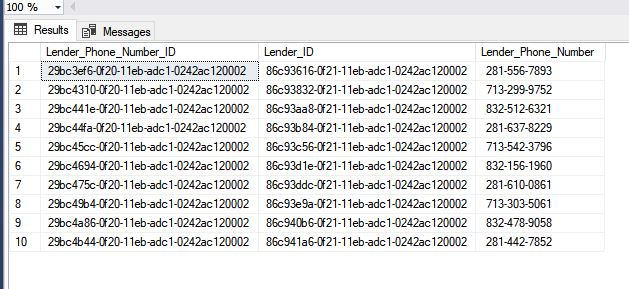 100 %
Results Messages
Lender_Phone_Number_ID Lender_ID Lender_Phone_Number
1 29bc3ef6-0f20-11eb-adc1-0242ac120002 86c93616-0f21-11eb-adc1-0242ac120002 281-556-7893
2 29bc4310-0f20-11eb-adc1-0242ac120002 86c93832-0f21-11eb-adc1-0242ac120002 713-299-9752
3 29bc441e-0f20-11eb-adc1-0242ac120002 86c93aa8-0f21-11eb-adc1-0242ac120002 832-512-6321
4 29bc44fa-0f20-11eb-adc1-0242ac120002 86c93b84-0f21-11eb-adc1-0242ac120002 281-637-8229
5 29bc45cc-0f20-11eb-adc1-0242ac120002 86c93c56-0f21-11eb-adc1-0242ac120002 713-542-3796
6 29bc4694-0f20-11eb-adc1-0242ac120002 86c93d1e-0f21-11eb-adc1-0242ac120002 832-156-1960
7 29bc475c-0f20-11eb-adc1-0242ac120002 86c93ddc-0f21-11eb-adc1-0242ac120002 281-610-0861
8 29bc49b4-0f20-11eb-adc1-0242ac120002 86c93e9a-0f21-11eb-adc1-0242ac120002 713-303-5061
9 29bc4a86-0f20-11eb-adc1-0242ac120002 86c940b6-0f21-11eb-adc1-0242ac120002 832-478-9058
10 29bc4b44-0f20-11eb-adc1-0242ac120002 86c941a6-0f21-11eb-adc1-0242ac120002 281-442-7852